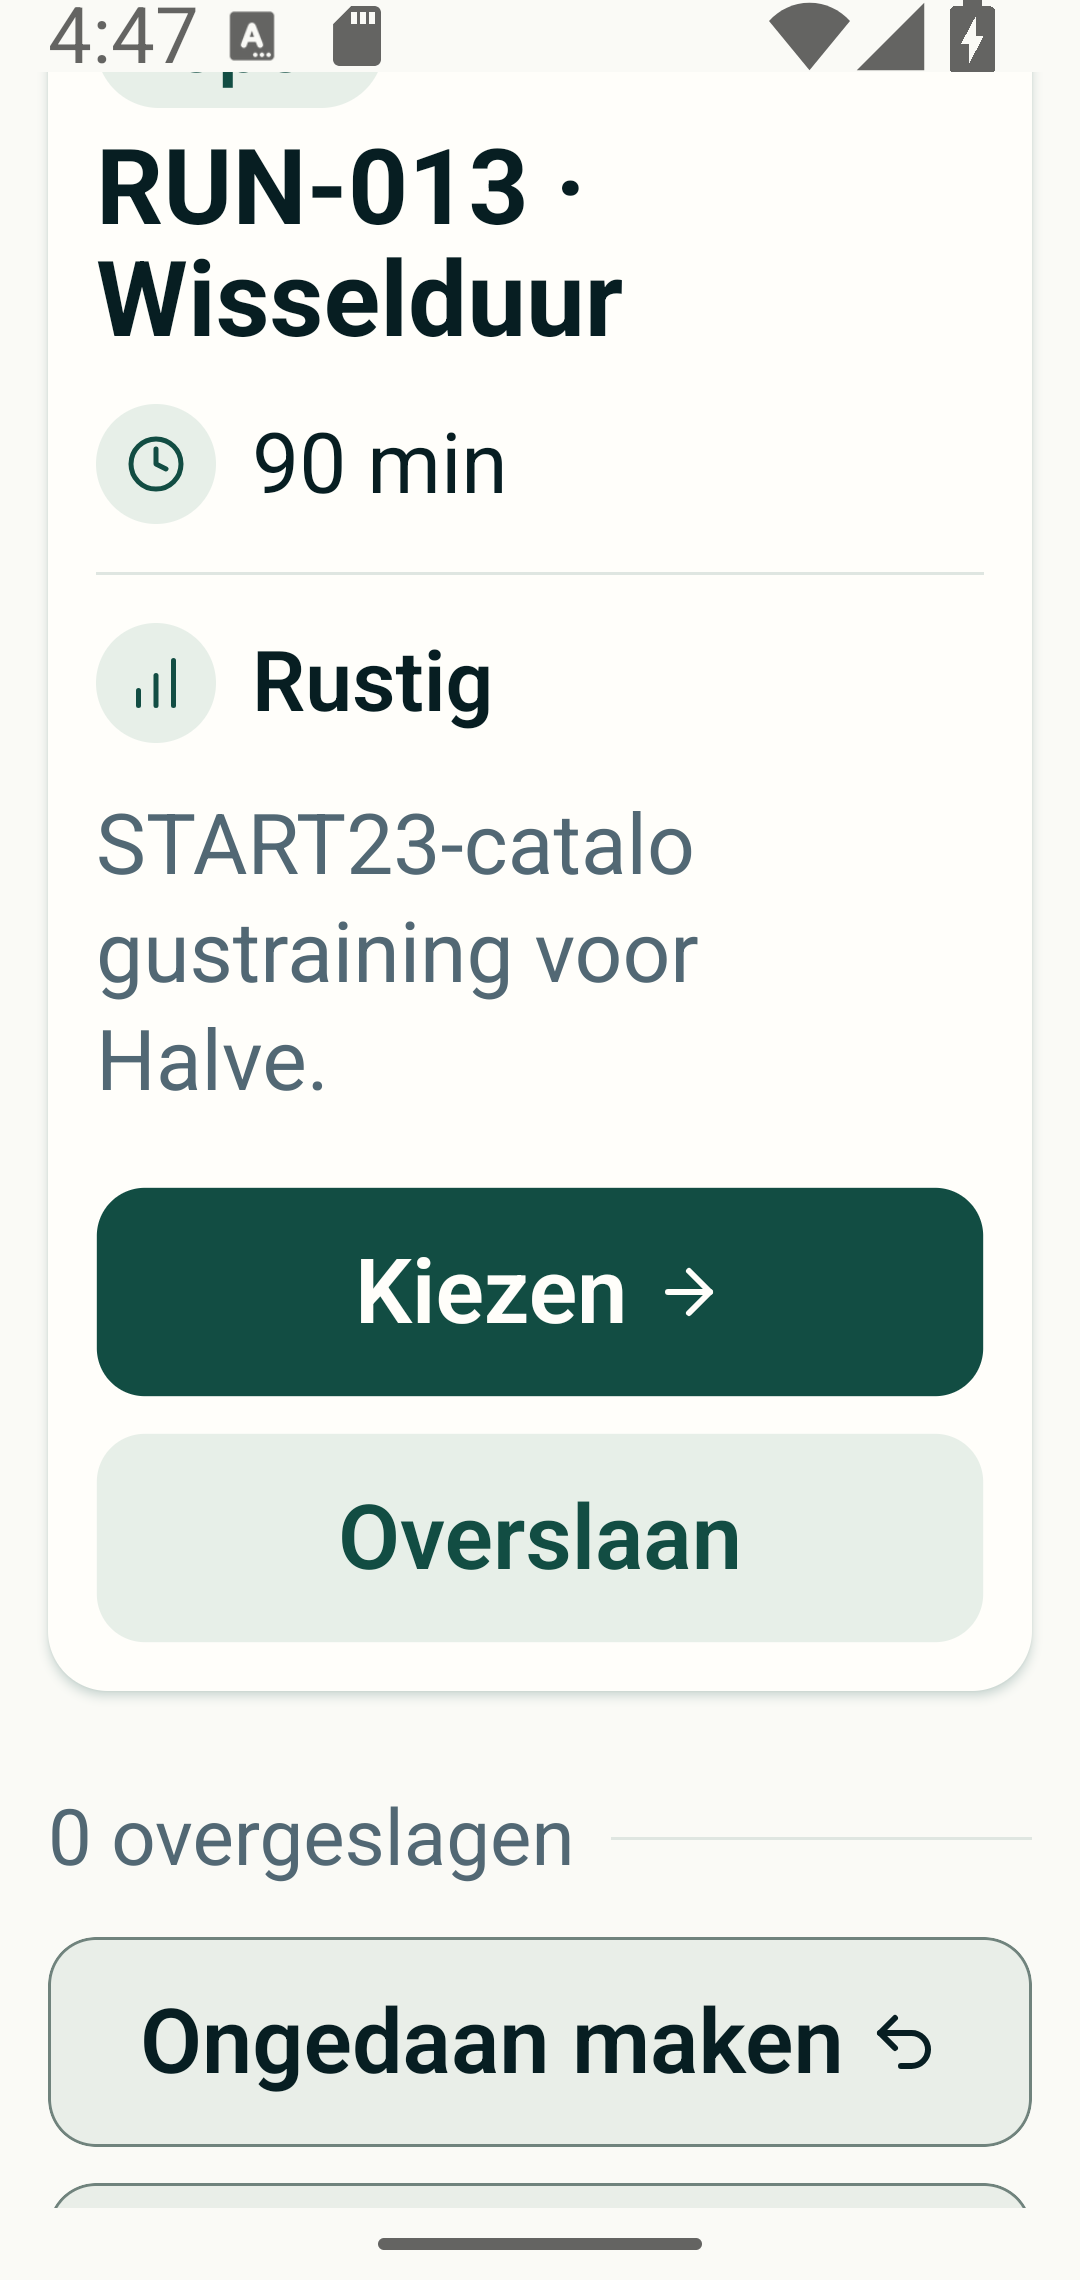 4:47
RUN-013 ·
Wisselduur
90 min
Rustig
START23-catalo
gustraining voor
Halve.
Kiezen →
Overslaan
0 overgeslagen
Ongedaan maken